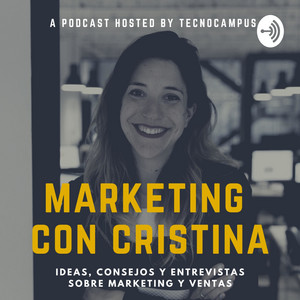 A PODCAST HOSTED BY TECNOCAMPUS
MARKETING
CON CRISTINA
IDEAS, CONSEJOS Y ENTREVISTAS
SOBRE MARKETING Y VENTAS